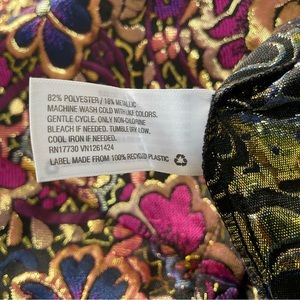 82% POLYESTER / 18% METALLIC
MACHINE WASH COLD WITH LIKE COLORS.
GENTLE CYCLE. ONLY NON-CHLORINE
BLEACH IF NEEDED. TUMBLE DRY LOW.
COOL IRON IF NEEDED.
RN17730 VN1261424
LABEL MADE FROM 100% RECYCLED PLASTIC